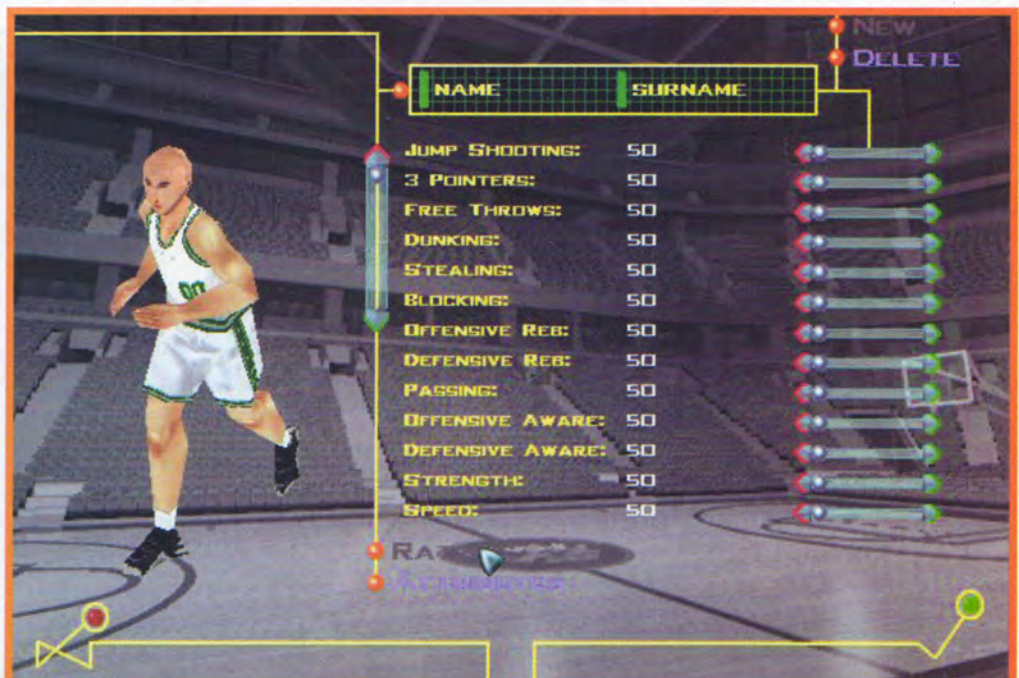 NEW
DELETE
NAME SURNAME
JUMP SHOOTING: 50
3 POINTERS: 50
FREE THROWS: 50
DUNKING: 50
STEALING: 50
BLOCKING: 50
OFFENSIVE REB: 50
DEFENSIVE REB: 50
PASSING: 50
OFFENSIVE AWARE: 50
DEFENSIVE AWARE: 50
STRENGTH: 50
SPEED: 50
00